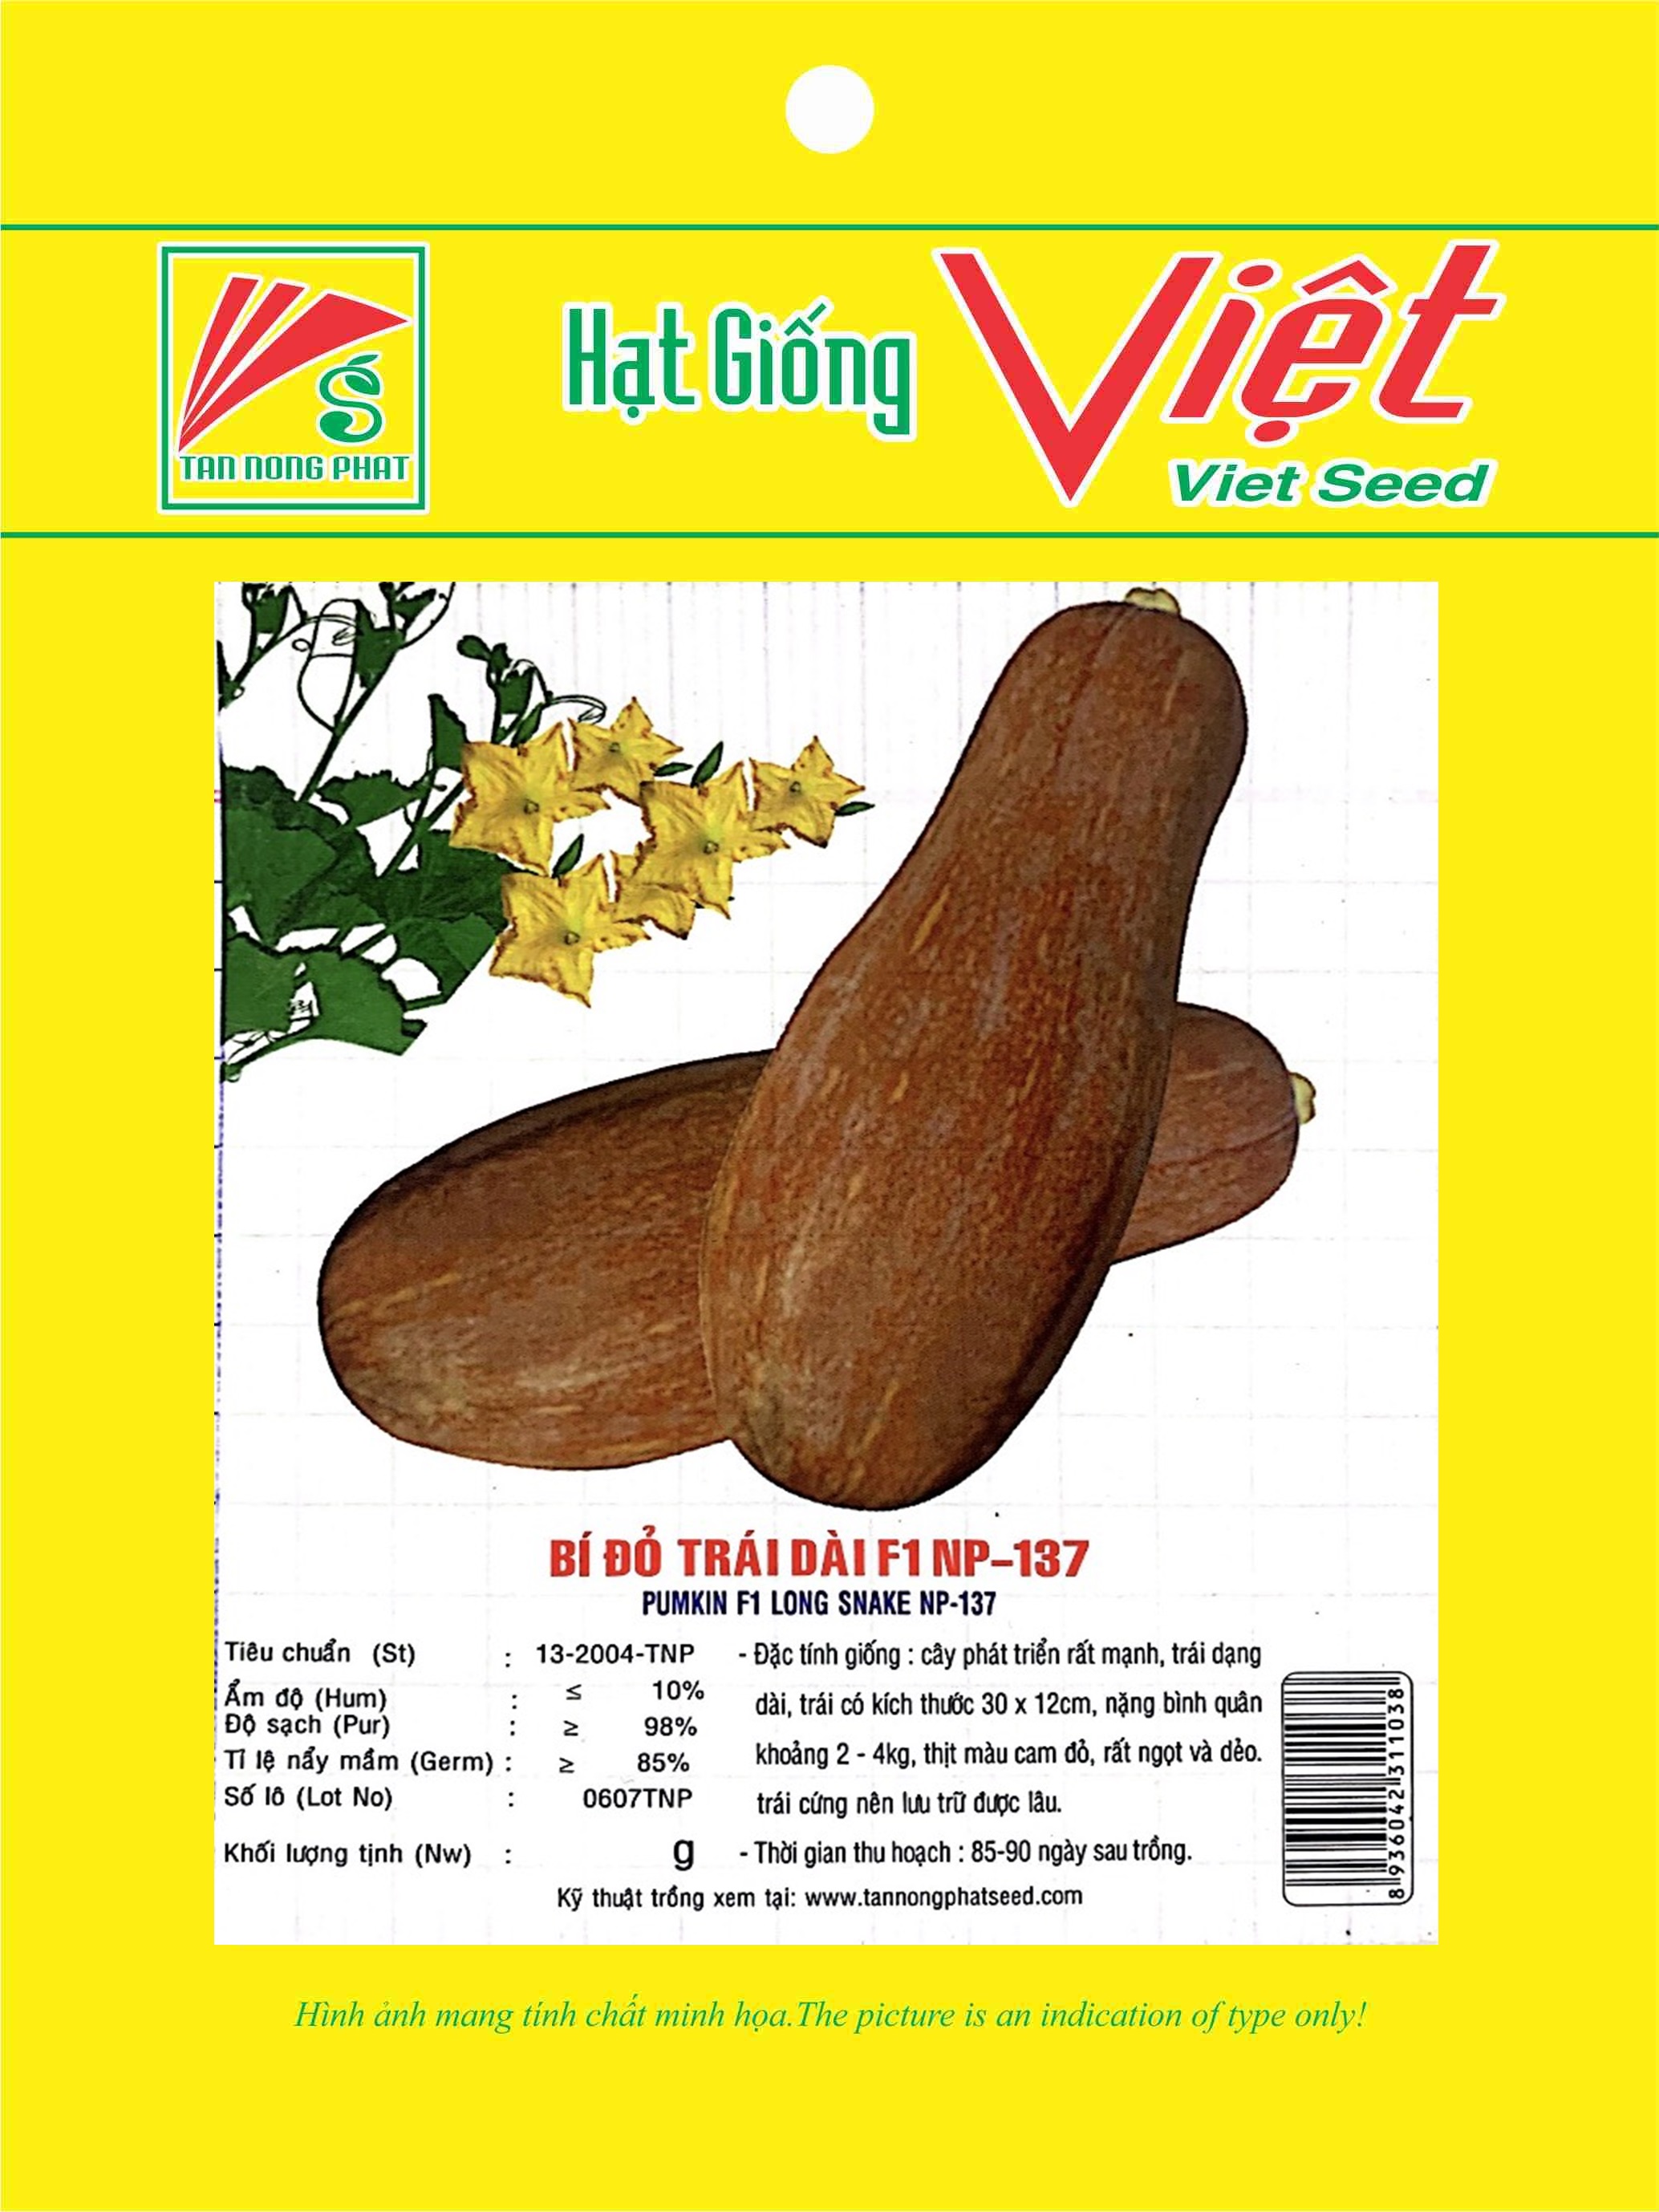 TAN NONG PHAT
Hạt Giống Việt
Viet Seed
BÍ ĐỎ TRÁI DÀI F1 NP-137
PUMKIN F1 LONG SNAKE NP-137
Tiêu chuẩn (St) : 13-2004-TNP
Ẩm độ (Hum) : ≤ 10%
Độ sạch (Pur) : ≥ 98%
Tỉ lệ nẩy mầm (Germ) : ≥ 85%
Số lô (Lot No) : 0607TNP
Khối lượng tịnh (Nw) : g
- Đặc tính giống : cây phát triển rất mạnh, trái dạng
dài, trái có kích thước 30 x 12cm, nặng bình quân
khoảng 2 - 4kg, thịt màu cam đỏ, rất ngọt và dẻo.
trái cứng nên lưu trữ được lâu.
- Thời gian thu hoạch : 85-90 ngày sau trồng.
Kỹ thuật trồng xem tại: www.tannongphatseed.com
8 936042 311038
Hình ảnh mang tính chất minh họa.The picture is an indication of type only!